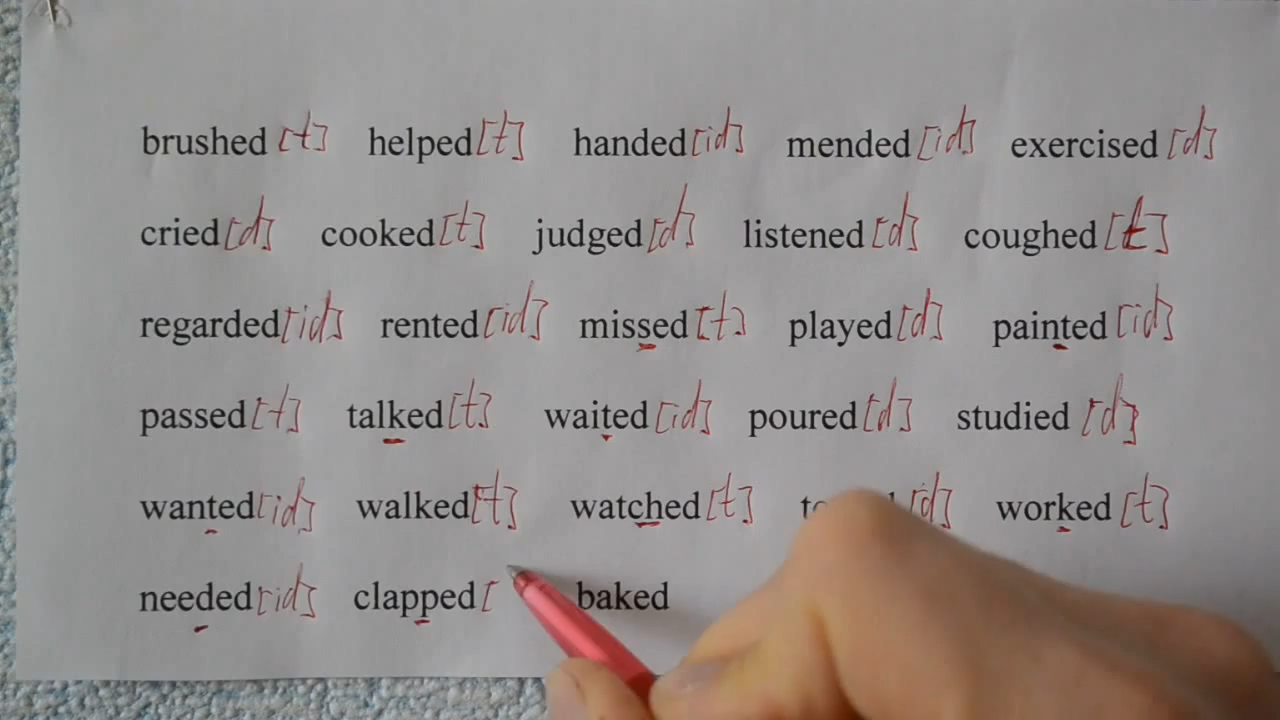 brushed [t] helped [t] handed [id] mended [id] exercised [d]
cried [d] cooked [t] judged [d] listened [d] coughed [t]
regarded [id] rented [id] missed [t] played [d] painted [id]
passed [t] talked [t] waited [id] poured [d] studied [d]
wanted [id] walked [t] watched [t] [id] worked [t]
needed [id] clapped [ baked